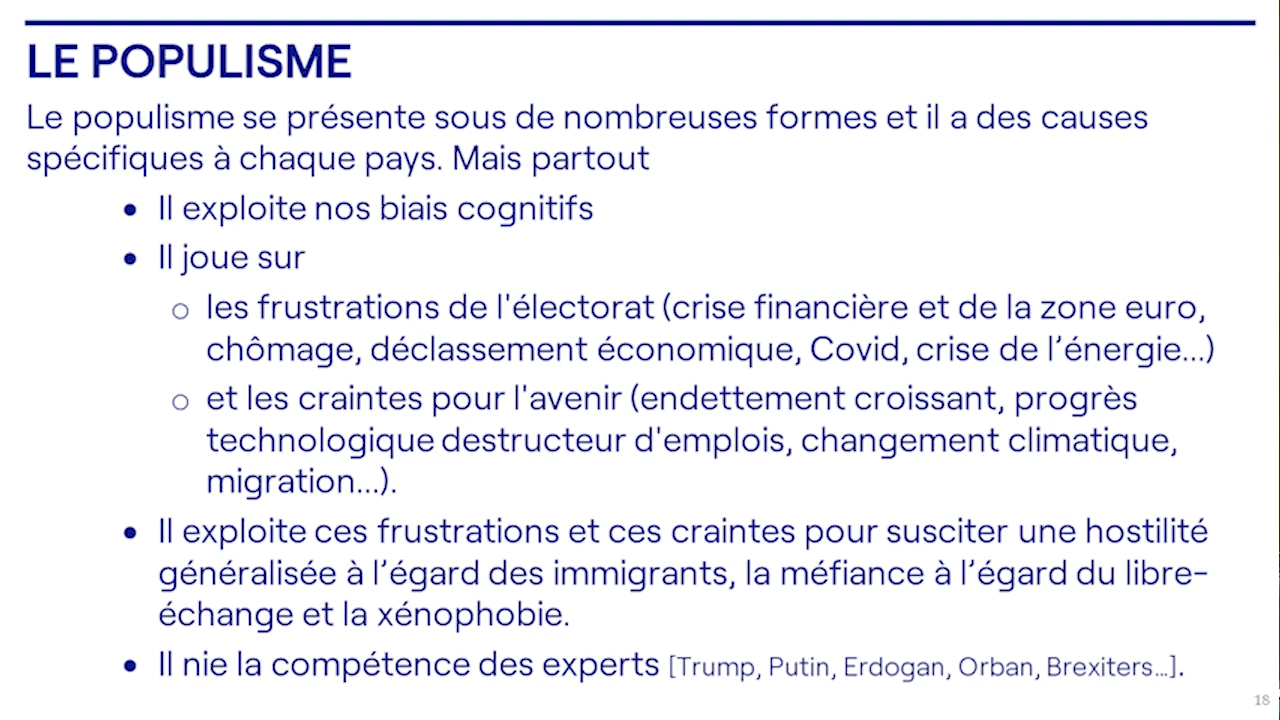 LE POPULISME
Le populisme se présente sous de nombreuses formes et il a des causes
spécifiques à chaque pays. Mais partout
• Il exploite nos biais cognitifs
• Il joue sur
o les frustrations de l'électorat (crise financière et de la zone euro,
chômage, déclassement économique, Covid, crise de l’énergie...)
o et les craintes pour l'avenir (endettement croissant, progrès
technologique destructeur d'emplois, changement climatique,
migration...).
• Il exploite ces frustrations et ces craintes pour susciter une hostilité
généralisée à l’égard des immigrants, la méfiance à l’égard du libre-
échange et la xénophobie.
• Il nie la compétence des experts [Trump, Putin, Erdogan, Orban, Brexiters...].
18